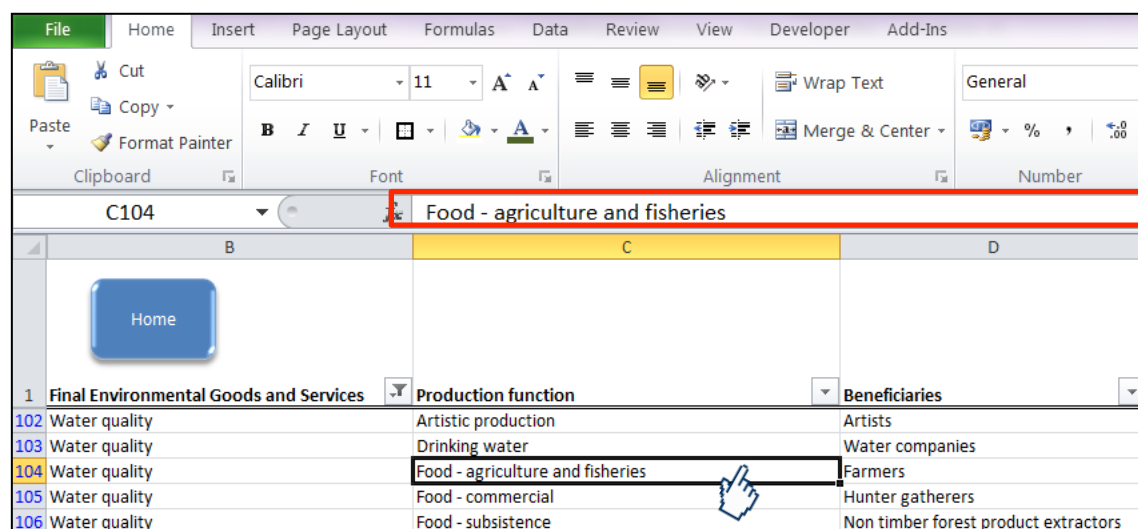 File Home Insert Page Layout Formulas Data Review View Developer Add-Ins
Cut Calibri 11 A A Wrap Text General
Copy
Paste Format Painter B I U A Merge & Center % , .00
Clipboard Font Alignment Number
C104 fx Food - agriculture and fisheries
B C D
Home
1 Final Environmental Goods and Services Production function Beneficiaries
102 Water quality Artistic production Artists
103 Water quality Drinking water Water companies
104 Water quality Food - agriculture and fisheries Farmers
105 Water quality Food - commercial Hunter gatherers
106 Water quality Food - subsistence Non timber forest product extractors